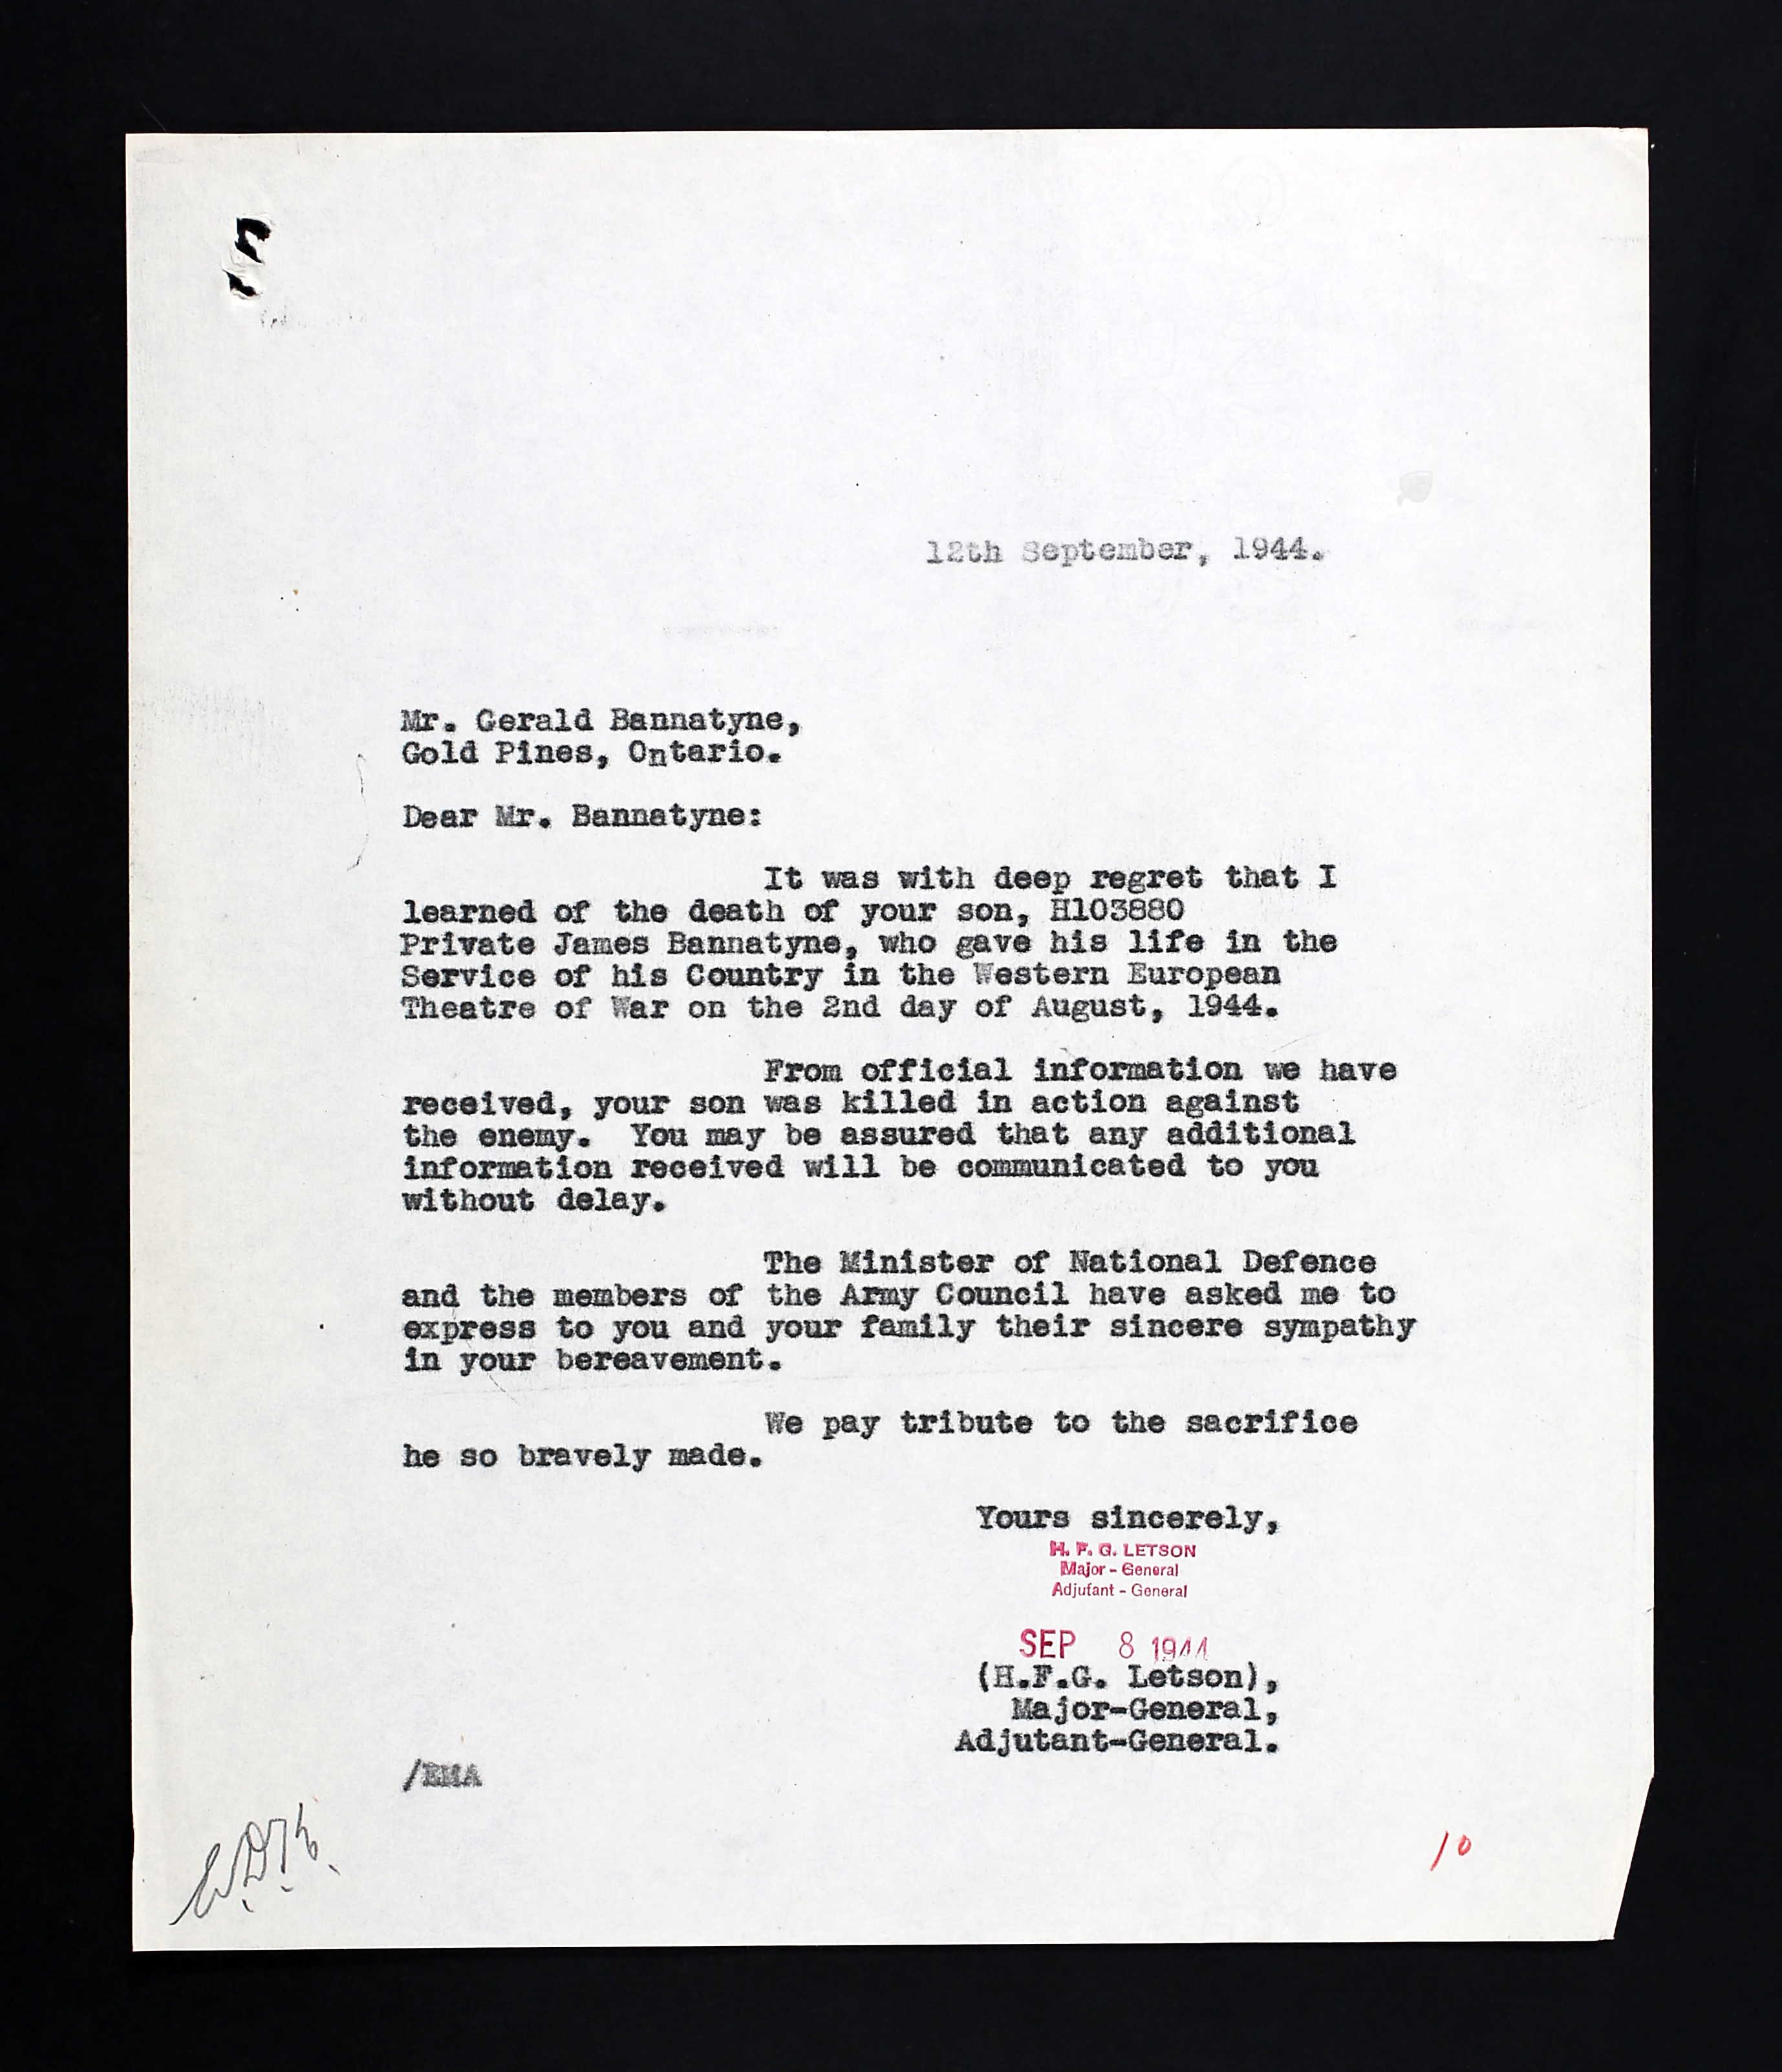 12th September, 1944.
Mr. Gerald Bannatyne,
Gold Pines, Ontario.
Dear Mr. Bannatyne:
It was with deep regret that I
learned of the death of your son, H103880
Private James Bannatyne, who gave his life in the
Service of his Country in the Western European
Theatre of War on the 2nd day of August, 1944.
From official information we have
received, your son was killed in action against
the enemy. You may be assured that any additional
information received will be communicated to you
without delay.
The Minister of National Defence
and the members of the Army Council have asked me to
express to you and your family their sincere sympathy
in your bereavement.
We pay tribute to the sacrifice
he so bravely made.
Yours sincerely,
H. F. G. LETSON
Major - General
Adjutant - General
SEP 8 1944
(H.F.G. Letson),
Major-General,
Adjutant-General.
/EMA
10